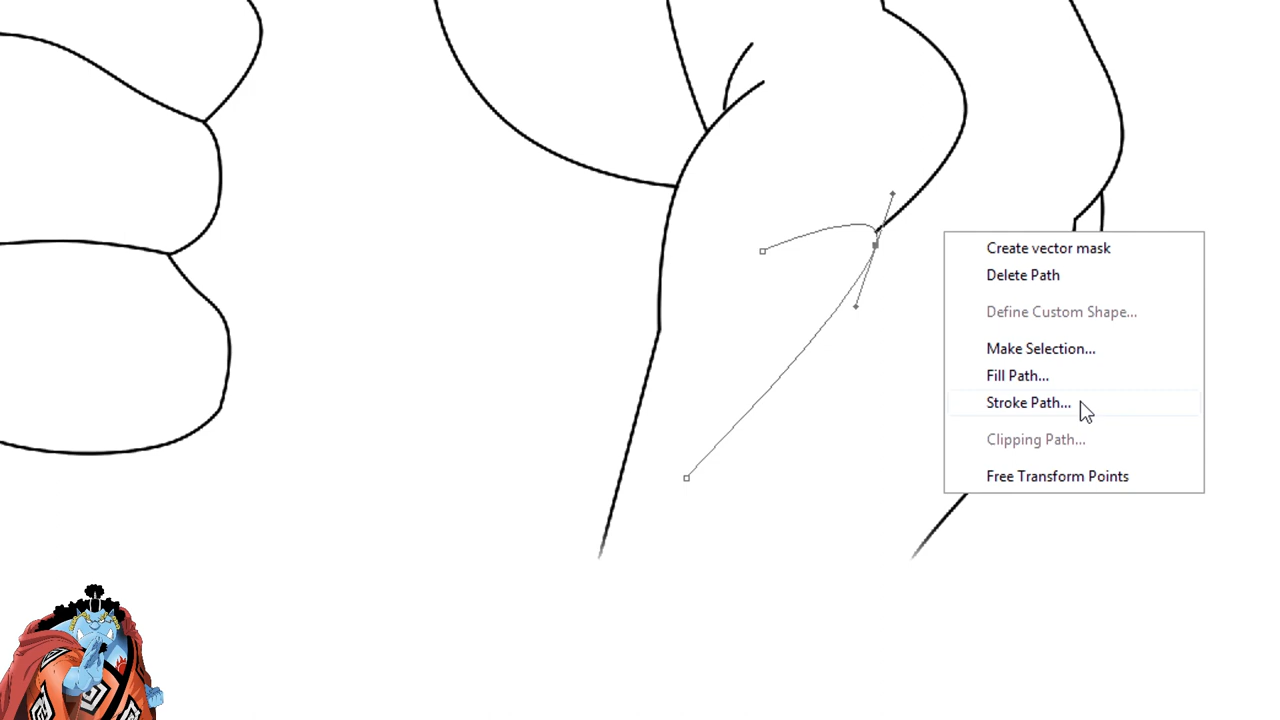 Create vector mask
Delete Path
Define Custom Shape...
Make Selection...
Fill Path...
Stroke Path...
Clipping Path...
Free Transform Points